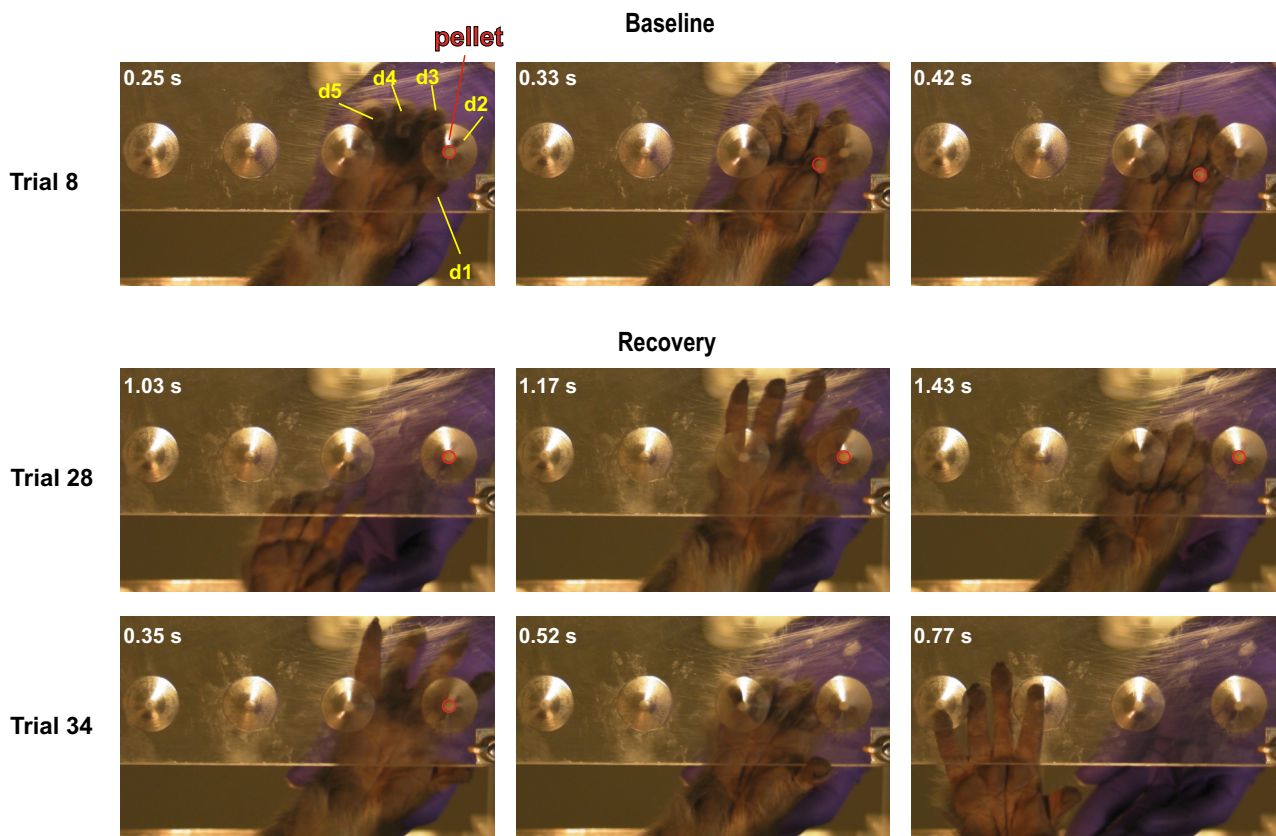 Baseline
pellet
0.25 s
0.33 s
0.42 s
d5
d4
d3
d2
d1
Trial 8
Recovery
1.03 s
1.17 s
1.43 s
Trial 28
0.35 s
0.52 s
0.77 s
Trial 34